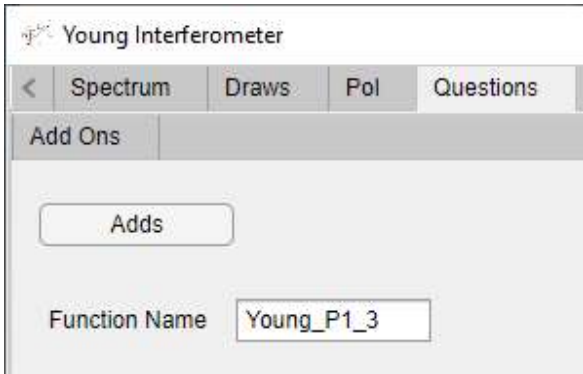 Young Interferometer
< Spectrum Draws Pol Questions
Add Ons
Adds
Function Name Young_P1_3